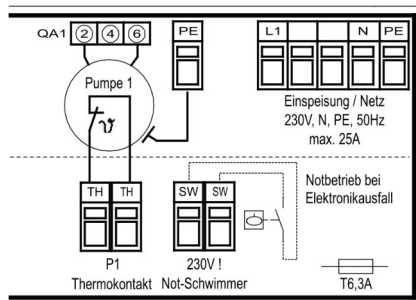 QA1 2 4 6 PE L1 N PE
Pumpe 1
ϑ
Einspeisung / Netz
230V, N, PE, 50Hz
max. 25A
TH TH SW SW
Notbetrieb bei
Elektronikausfall
P1
Thermokontakt
230V !
Not-Schwimmer
T6,3A